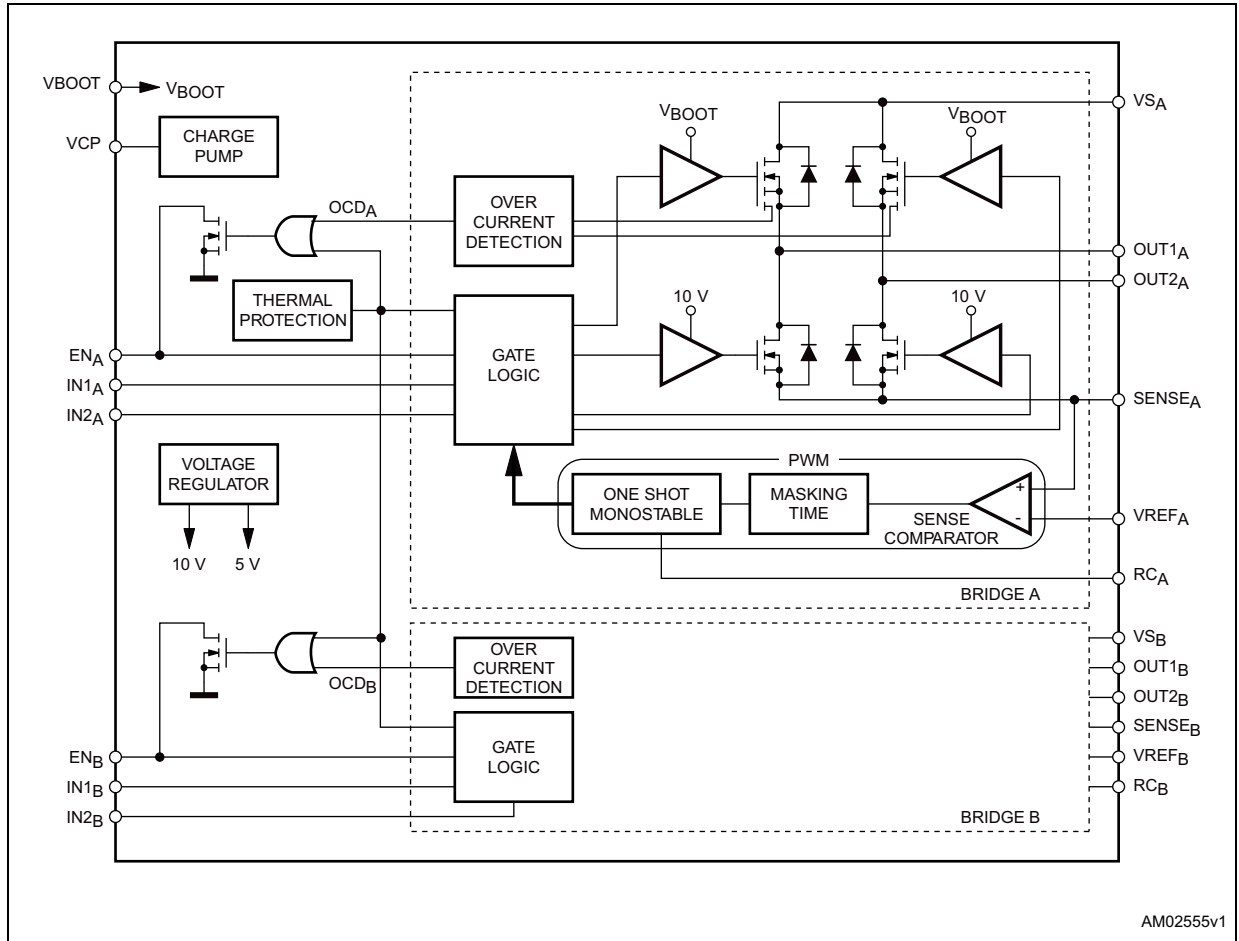 VBOOT
VBOOT
VCP
CHARGE
PUMP
VBOOT
VBOOT
VSA
OCDA
OVER
CURRENT
DETECTION
OUT1A
OUT2A
THERMAL
PROTECTION
10 V
10 V
ENA
IN1A
IN2A
GATE
LOGIC
SENSEA
VOLTAGE
REGULATOR
10 V
5 V
PWM
ONE SHOT
MONOSTABLE
MASKING
TIME
+
-
SENSE
COMPARATOR
VREFA
RCA
BRIDGE A
OCDB
OVER
CURRENT
DETECTION
VSB
OUT1B
OUT2B
SENSEB
VREFB
RCB
ENB
IN1B
IN2B
GATE
LOGIC
BRIDGE B
AM02555v1